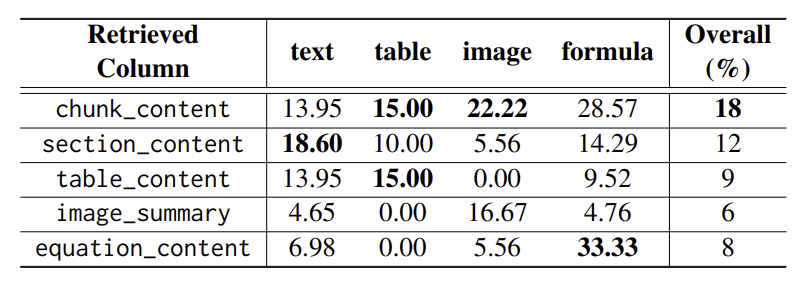 Retrieved Column text table image formula Overall (%)
chunk_content 13.95 15.00 22.22 28.57 18
section_content 18.60 10.00 5.56 14.29 12
table_content 13.95 15.00 0.00 9.52 9
image_summary 4.65 0.00 16.67 4.76 6
equation_content 6.98 0.00 5.56 33.33 8